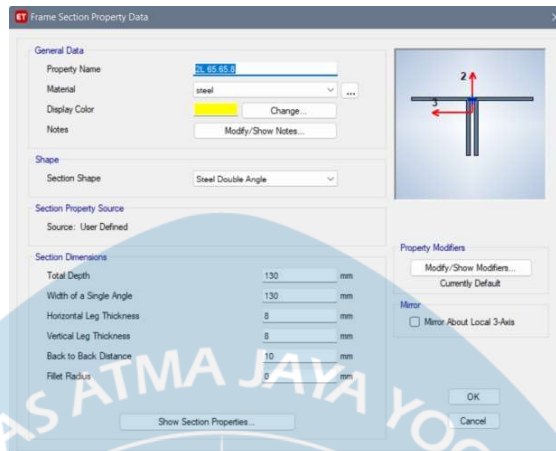 ET Frame Section Property Data
General Data
Property Name 2L 65.65.8
Material steel ...
Display Color Change...
Notes Modify/Show Notes...
Shape
Section Shape Steel Double Angle
Section Property Source
Source: User Defined
Section Dimensions
Total Depth 130 mm
Width of a Single Angle 130 mm
Horizontal Leg Thickness 8 mm
Vertical Leg Thickness 8 mm
Back to Back Distance 10 mm
Fillet Radius 0 mm
Show Section Properties...
2
3
Property Modifiers
Modify/Show Modifiers...
Currently Default
Mirror
Mirror About Local 3-Axis
OK
Cancel
AS ATMA JAYA YOG